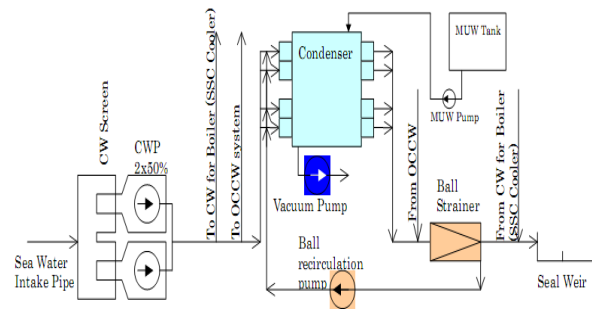 CW Screen
CWP
2x50%
Sea Water
Intake Pipe
To CW for Boiler (SSC Cooler)
To OCCW system
Condenser
Vacuum Pump
Ball
recirculation
pump
MUW Tank
MUW Pump
From OCCW
Ball
Strainer
From CW for Boiler
(SSC Cooler)
Seal Weir